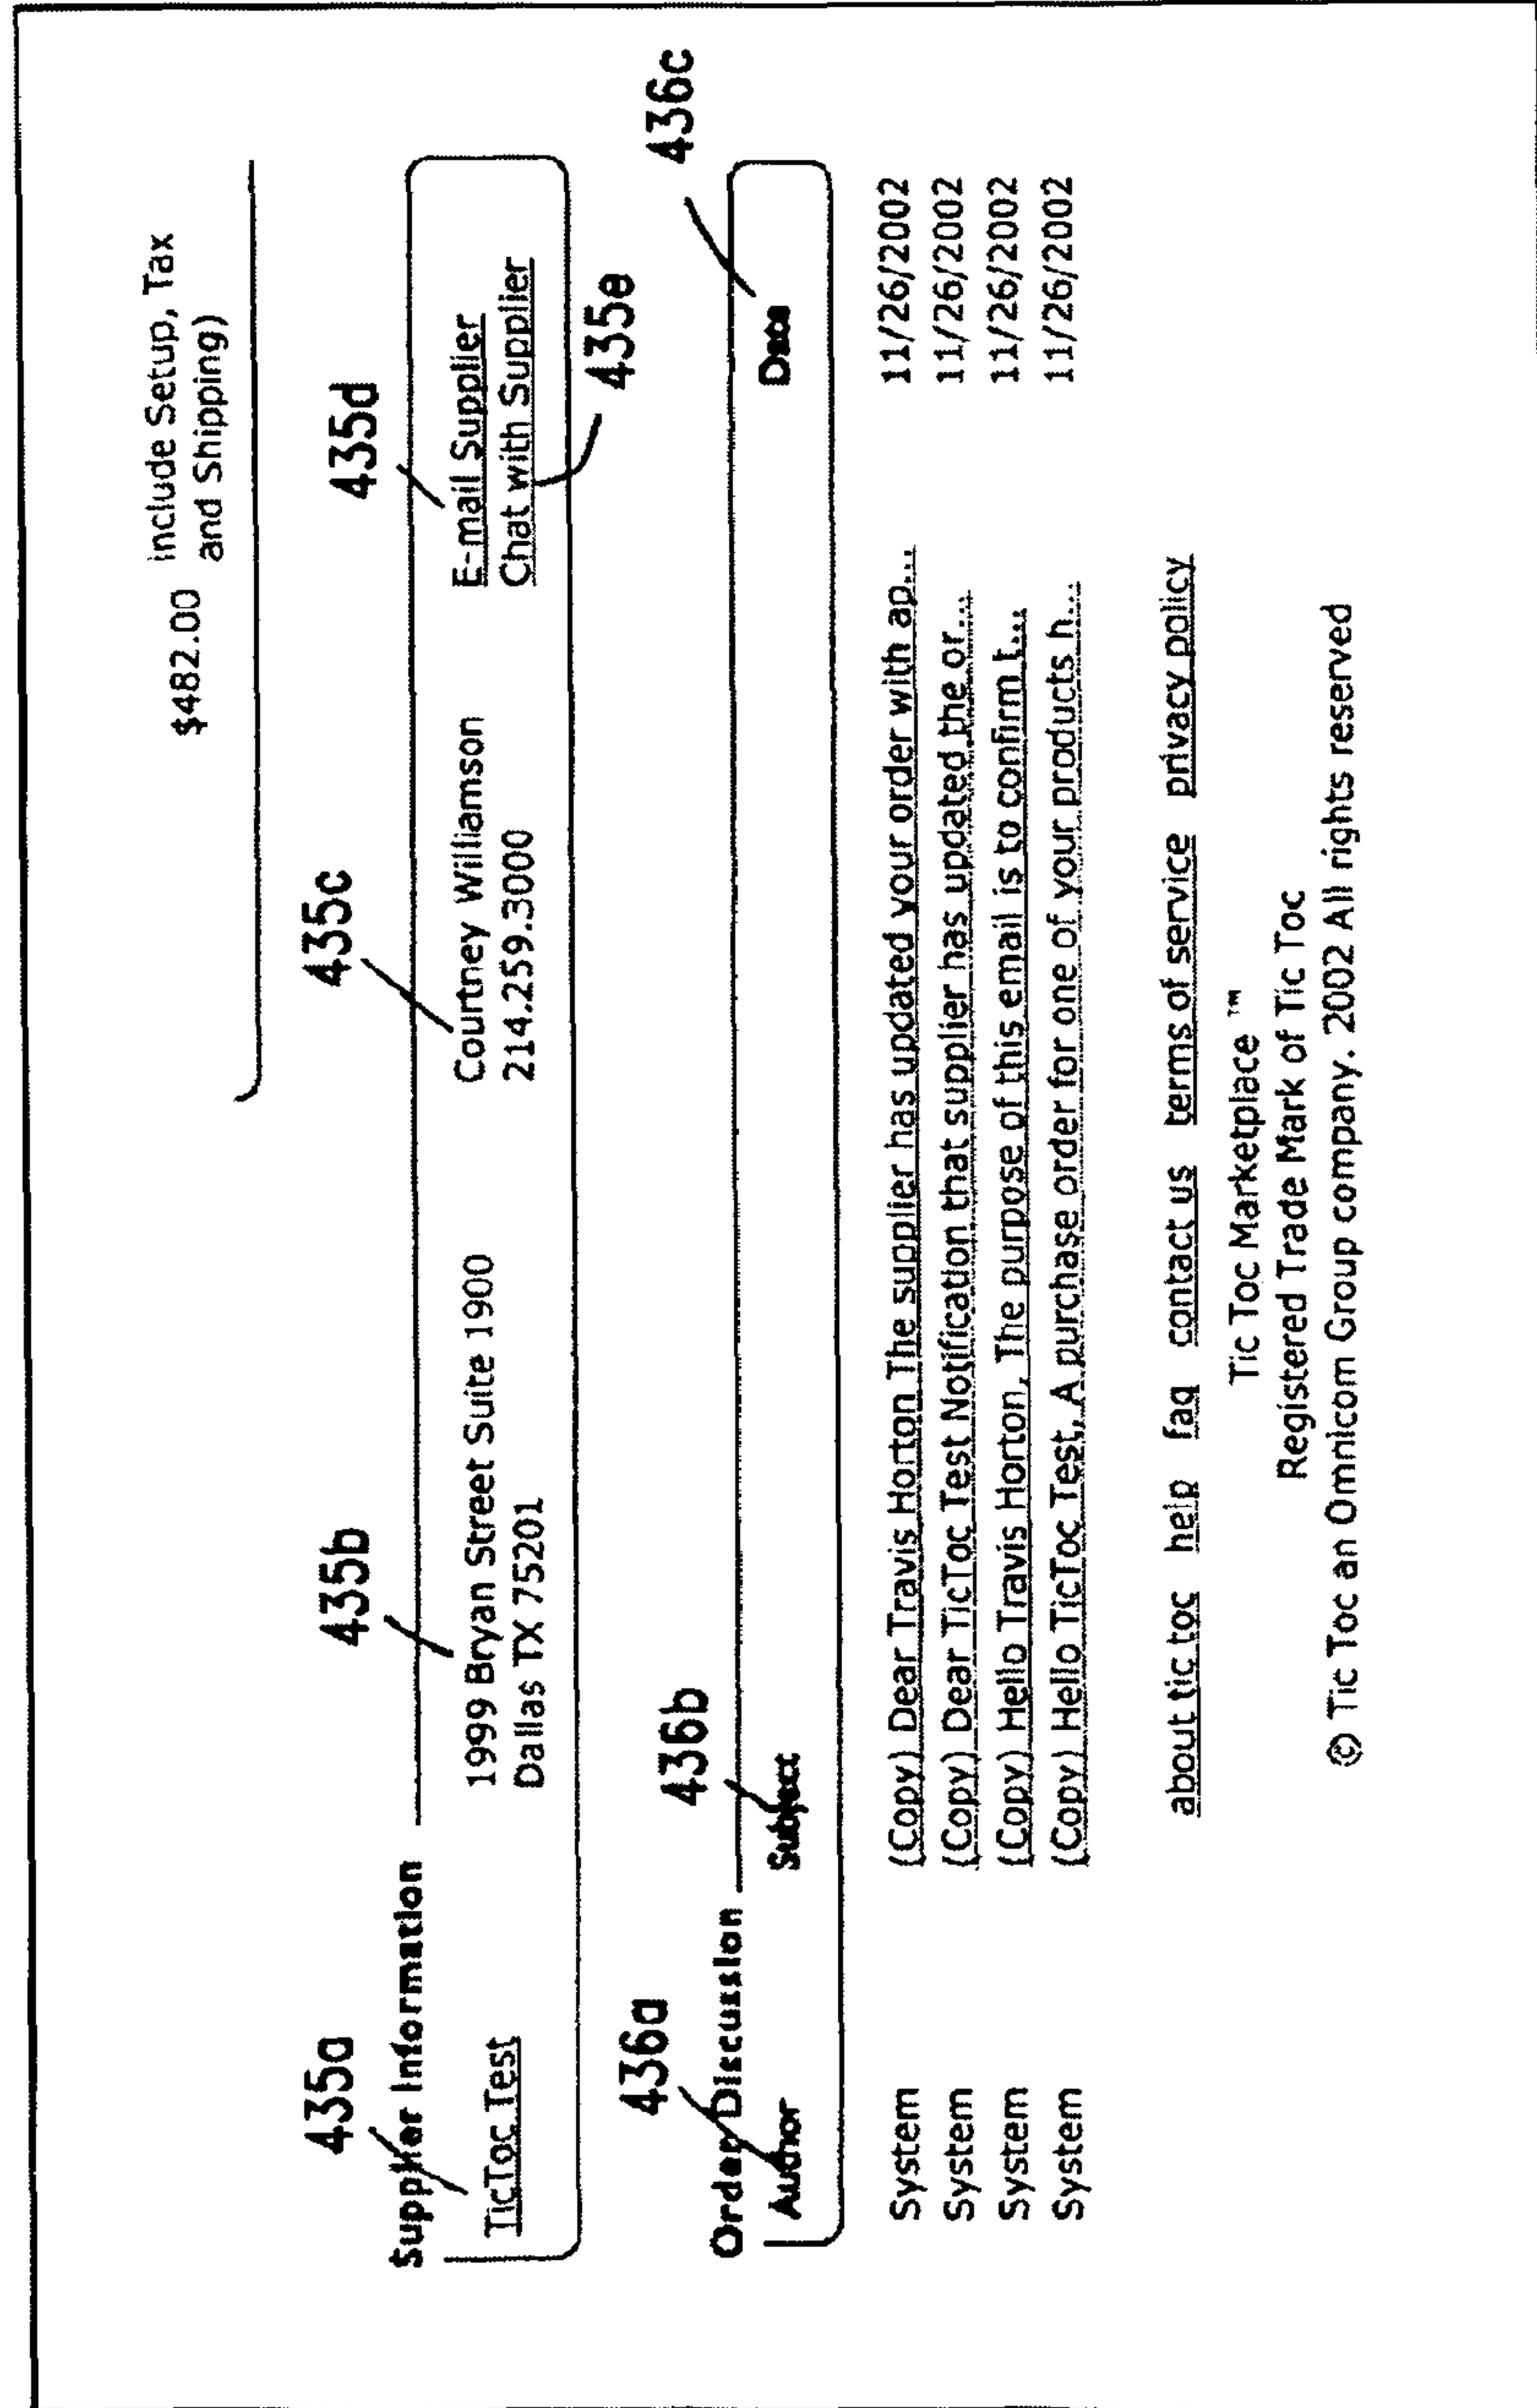 $482.00 include Setup, Tax
and Shipping)
435a 435b 435c 435d
Supplier Information
TicToc Test 1999 Bryan Street Suite 1900 Courtney Williamson E-mail Supplier
Dallas TX 75201 214.259.3000 Chat with Supplier
435e
436a 436b 436c
Order Discussion
Author Subject Date
System (Copy) Dear Travis Horton The supplier has updated your order with ap... 11/26/2002
System (Copy) Dear TicToc Test Notification that supplier has updated the or... 11/26/2002
System (Copy) Hello Travis Horton, The purpose of this email is to confirm t... 11/26/2002
System (Copy) Hello TicToc Test, A purchase order for one of your products h... 11/26/2002
about tic toc help faq contact us terms of service privacy policy
Tic Toc Marketplace ™
Registered Trade Mark of Tic Toc
© Tic Toc an Omnicom Group company. 2002 All rights reserved